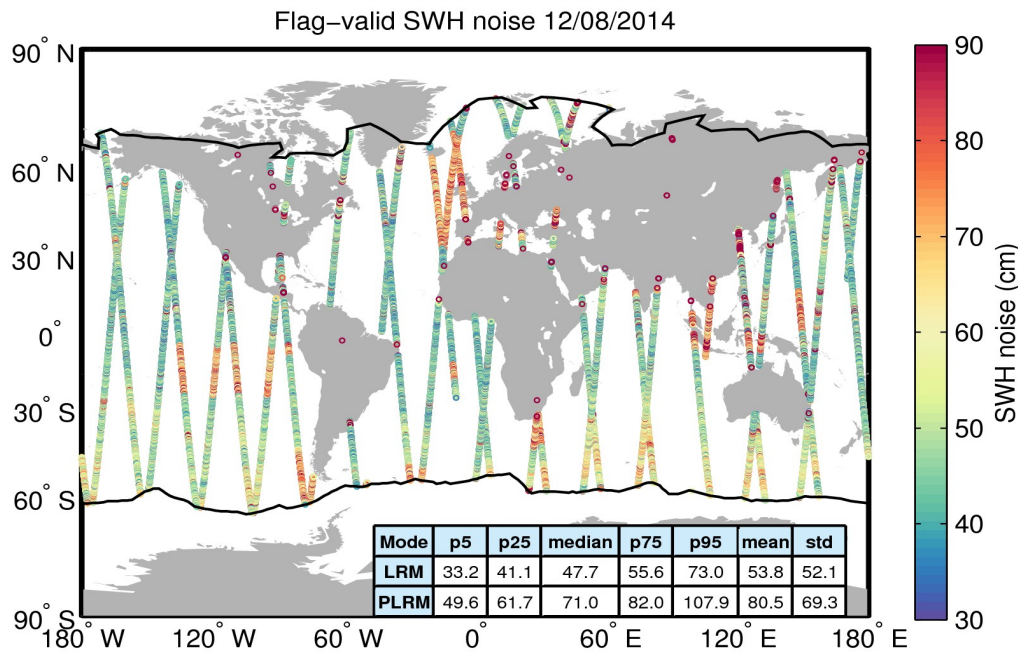 Flag−valid SWH noise 12/08/2014
90° N
60° N
30° N
0°
30° S
60° S
90° S
180° W
120° W
60° W
0°
60° E
120° E
180° E
90
80
70
60
50
40
30
SWH noise (cm)
Mode p5 p25 median p75 p95 mean std
LRM 33.2 41.1 47.7 55.6 73.0 53.8 52.1
PLRM 49.6 61.7 71.0 82.0 107.9 80.5 69.3